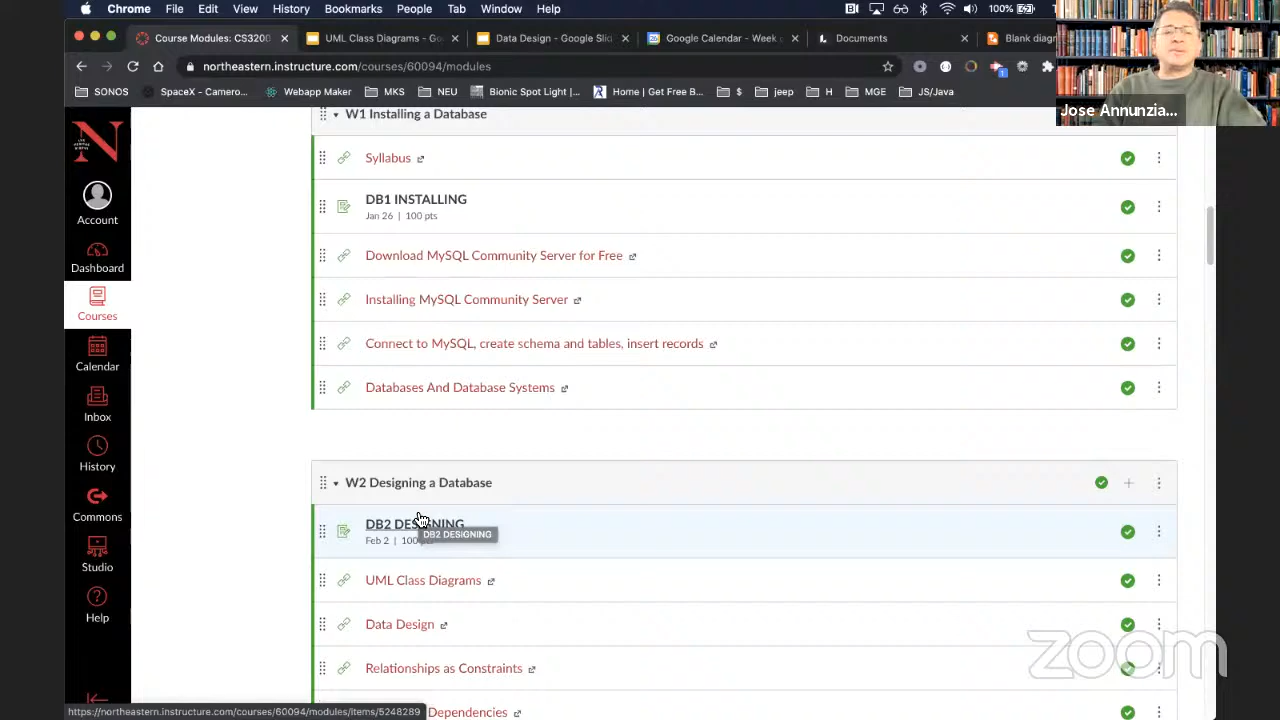 Chrome File Edit View History Bookmarks People Tab Window Help 100%
Course Modules: CS3200
UML Class Diagrams - Go
Google Calendar - Week
Documents
Blank diagr
northeastern.instructure.com/courses/60094/modules
SONOS SpaceX - Camero... Webapp Maker MKS NEU Bionic Spot Light |... Home | Get Free B... $ jeep H MGE JS/Java
Jose Annunzia...
W1 Installing a Database
Syllabus
DB1 INSTALLING
Jan 26 | 100 pts
Download MySQL Commonity Server for Free
Installing MySQL Community Server
Connect to MySQL, create schema and tables, insert records
Databases And Database Systems
W2 Designing a Database
DB2 DESIGNING
DB2 DESIGNING
Feb 2 | 100
UML Class Diagrams
Data Design
Relationships as Constraints
Dependencies
N
Account
Dashboard
Courses
Calendar
Inbox
History
Commons
Studio
Help
zoom
https://northeastern.instructure.com/courses/60094/modules/items/5248289